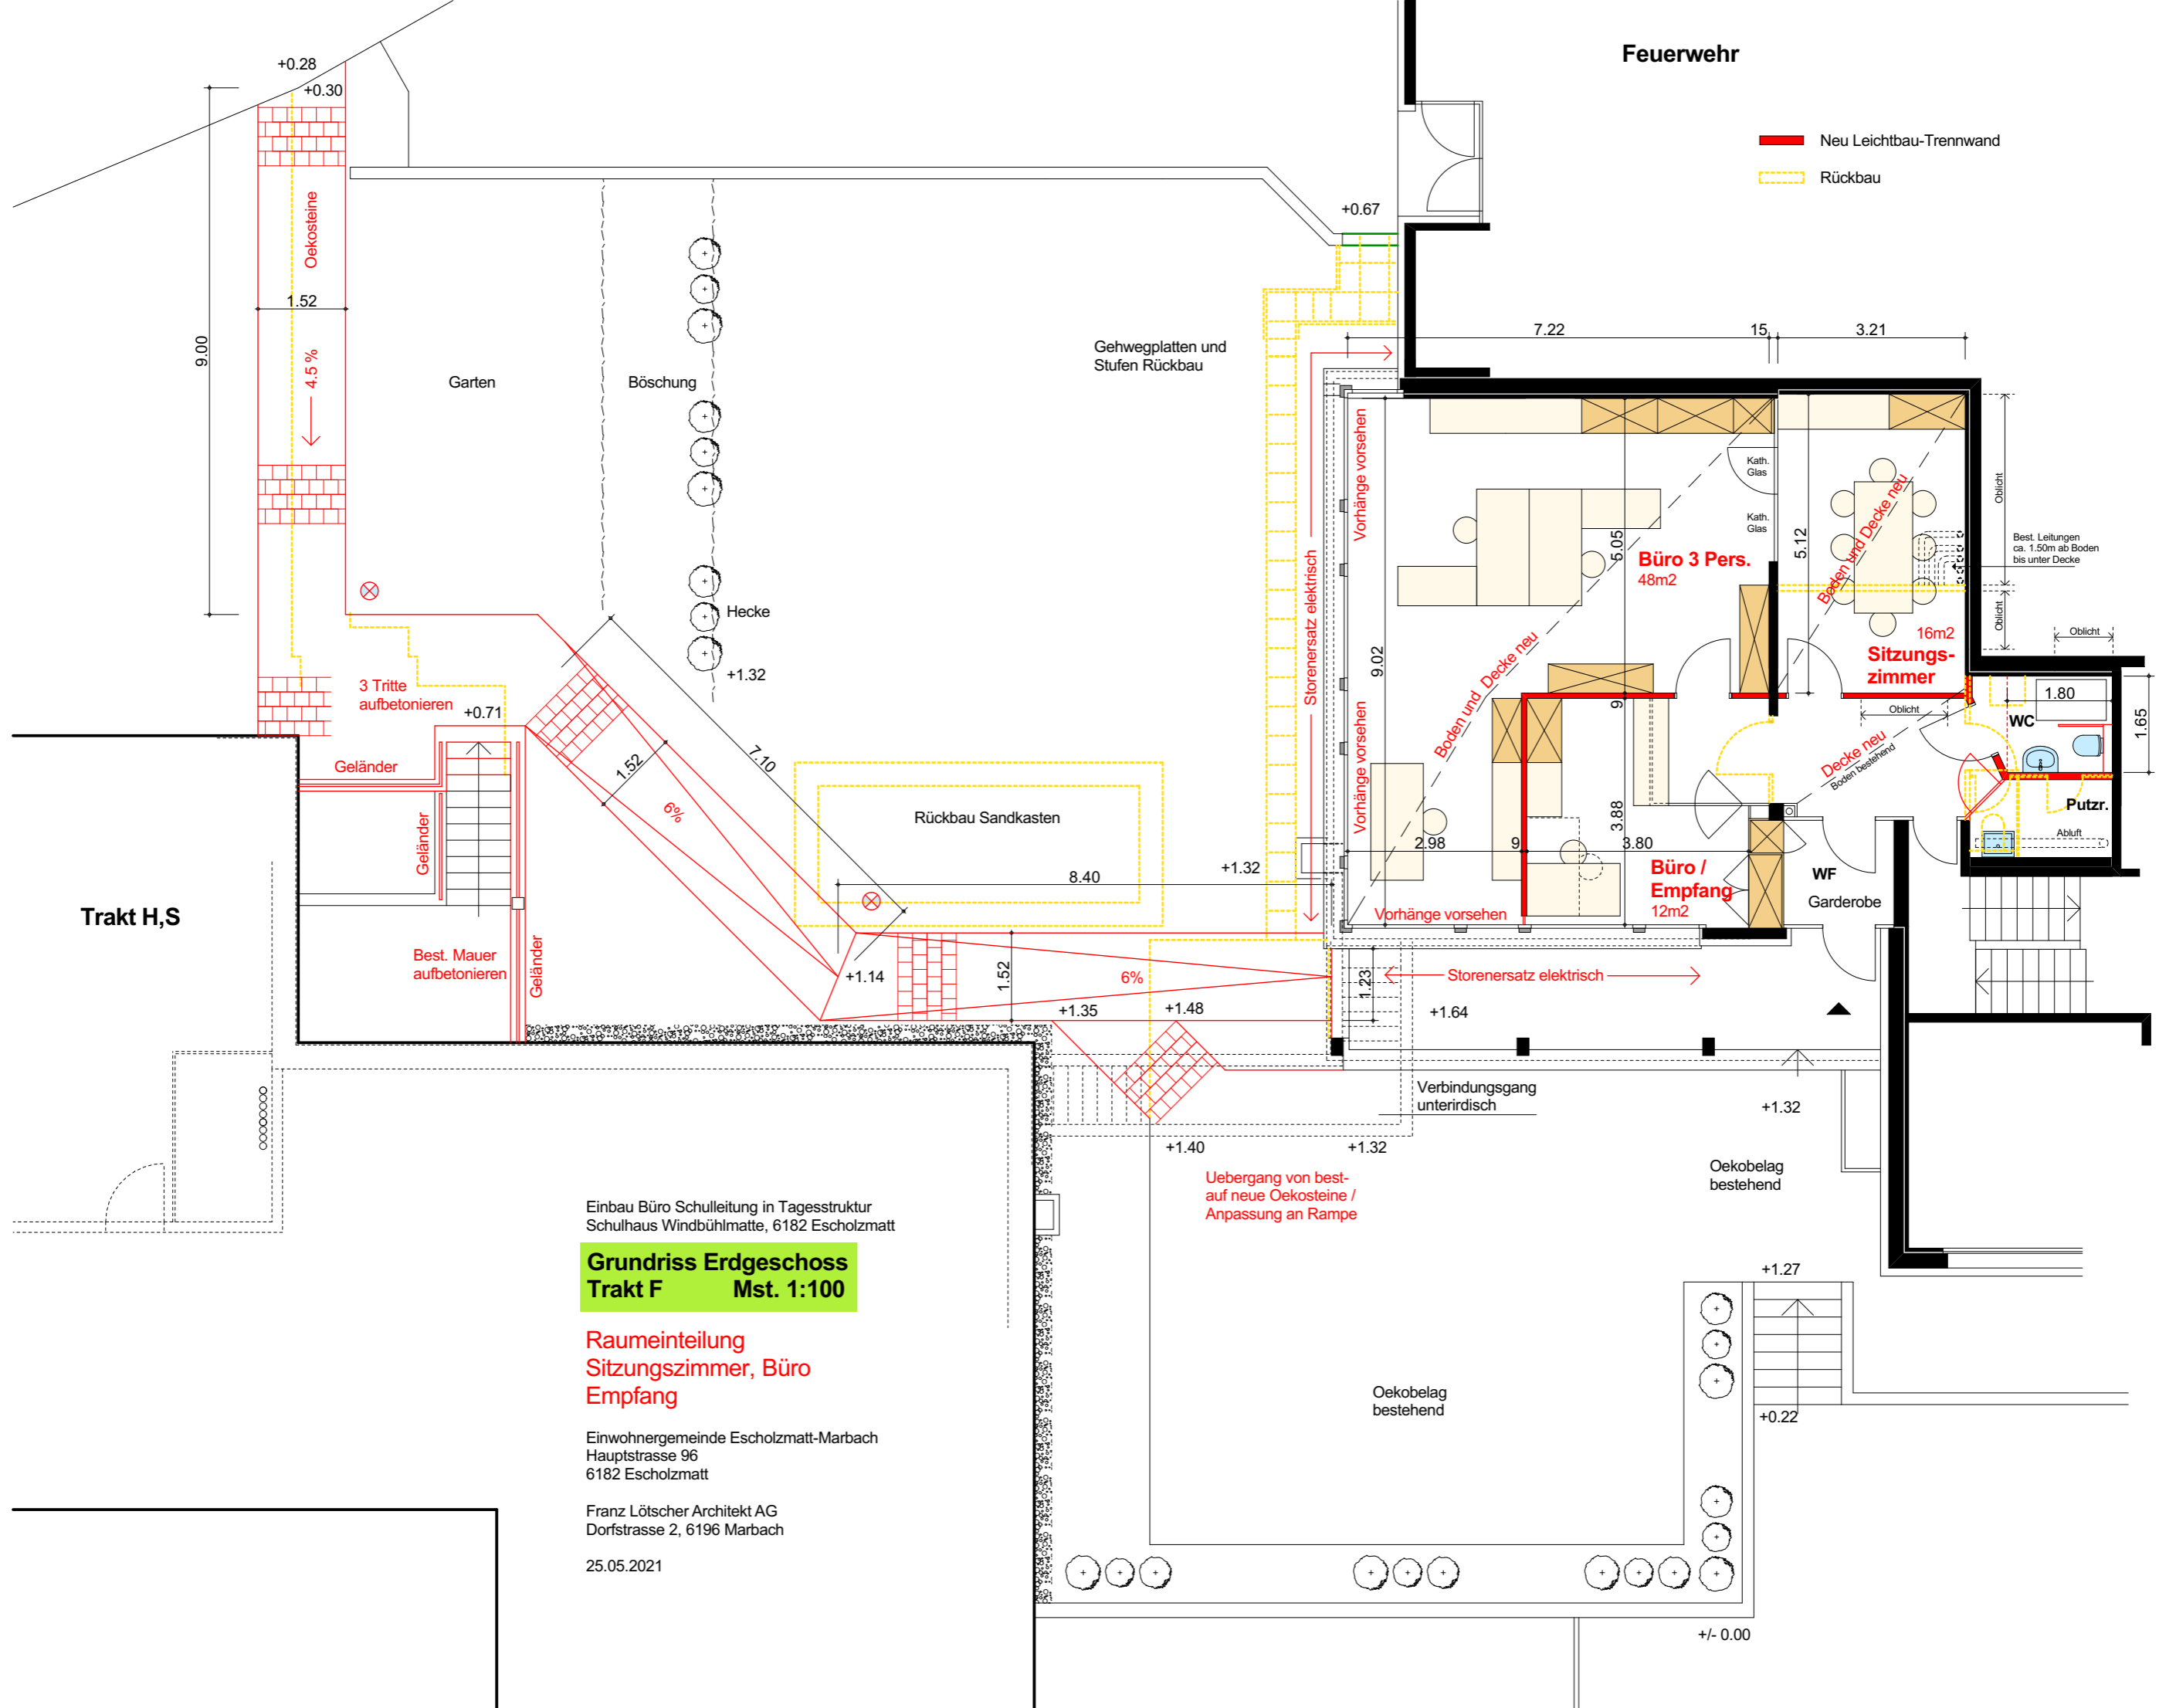 Feuerwehr
Neu Leichtbau-Trennwand
Rückbau
+0.28
+0.30
Oekosteine
1.52
9.00
4.5 %
Garten
Böschung
Hecke
+1.32
Gehwegplatten und
Stufen Rückbau
+0.67
7.22
15
3.21
Storenersatz elektrisch
Vorhänge vorsehen
Vorhänge vorsehen
9.02
Boden und Decke neu
5.05
Büro 3 Pers.
48m2
Kath.
Glas
Kath.
Glas
5.12
Boden und Decke neu
16m2
Sitzungs-
zimmer
Oblicht
Oblicht
Best. Leitungen
ca. 1.50m ab Boden
bis unter Decke
Oblicht
Oblicht
1.80
1.65
WC
Decke neu
Boden bestehend
Putzr.
Abluft
9
3.88
2.98
9
3.80
Büro /
Empfang
12m2
Vorhänge vorsehen
WF
Garderobe
3 Tritte
aufbetonieren
+0.71
Geländer
Geländer
Geländer
Best. Mauer
aufbetonieren
Trakt H,S
1.52
7.10
6%
Rückbau Sandkasten
8.40
+1.32
+1.14
1.52
6%
+1.35
+1.48
1.23
Storenersatz elektrisch
+1.64
Verbindungsgang
unterirdisch
+1.32
+1.40
+1.32
Uebergang von best-
auf neue Oekosteine /
Anpassung an Rampe
Oekobelag
bestehend
+1.27
+0.22
Oekobelag
bestehend
+/- 0.00
Einbau Büro Schulleitung in Tagesstruktur
Schulhaus Windbühlmatte, 6182 Escholzmatt
Grundriss Erdgeschoss
Trakt F Mst. 1:100
Raumeinteilung
Sitzungszimmer, Büro
Empfang
Einwohnergemeinde Escholzmatt-Marbach
Hauptstrasse 96
6182 Escholzmatt
Franz Lötscher Architekt AG
Dorfstrasse 2, 6196 Marbach
25.05.2021